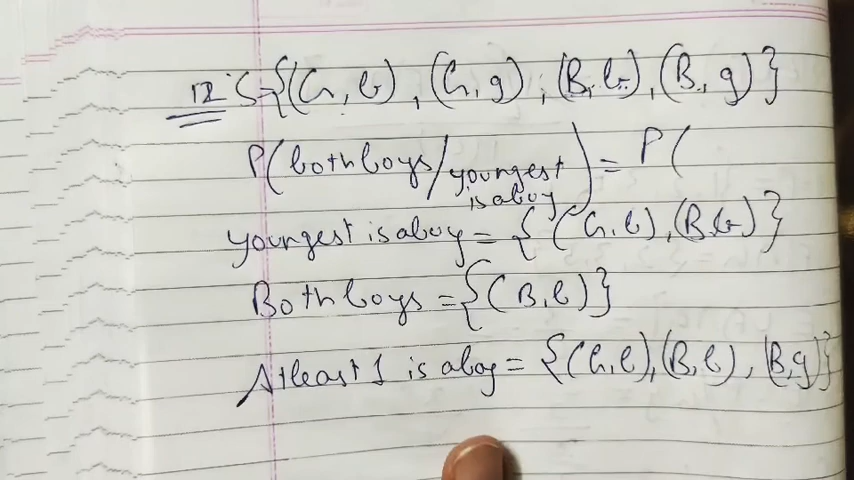 12 S={(G,b),(G,g),(B,b),(B,g)}
P(both boys/youngest is a boy) = P(
youngest is a boy = {(G,b),(B,b)}
Both boys = {(B,b)}
Atleast 1 is a boy = {(G,b),(B,b),(B,g)}